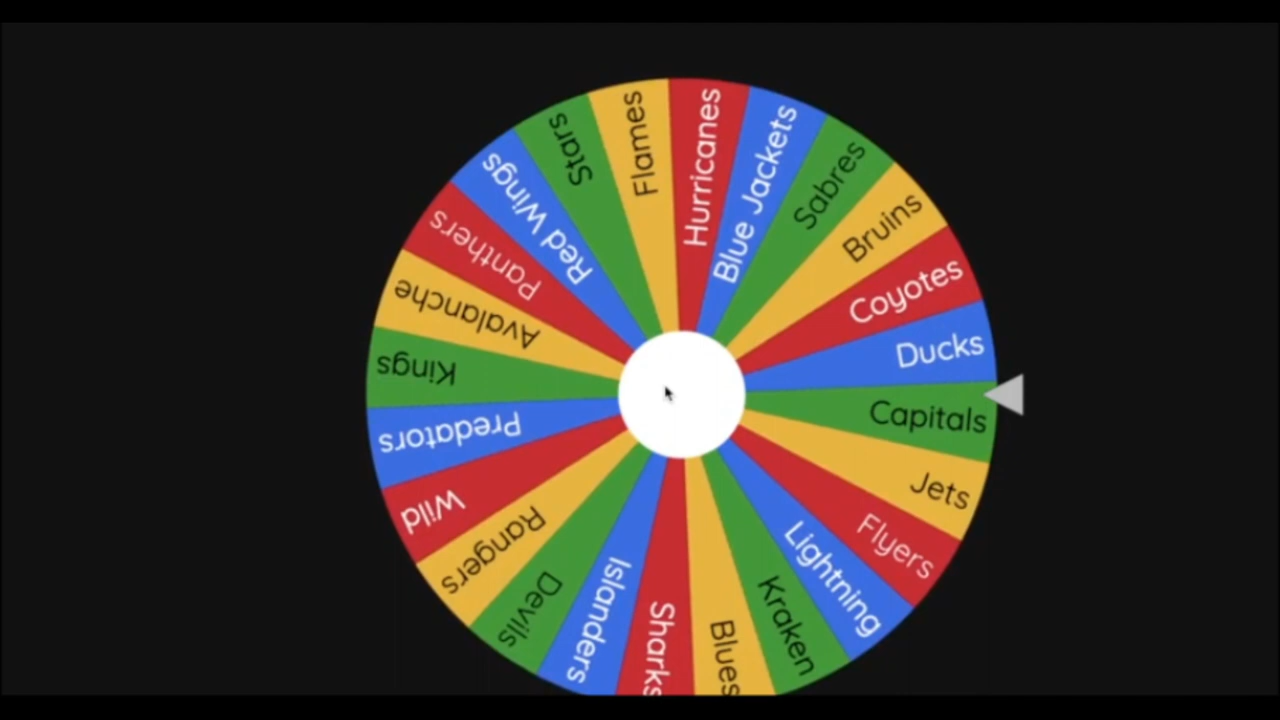 Hurricanes
Blue Jackets
Sabres
Bruins
Coyotes
Ducks
Capitals
Jets
Flyers
Lightning
Kraken
Blues
Sharks
Islanders
Devils
Rangers
Wild
Predators
Kings
Avalanche
Panthers
Red Wings
Stars
Flames